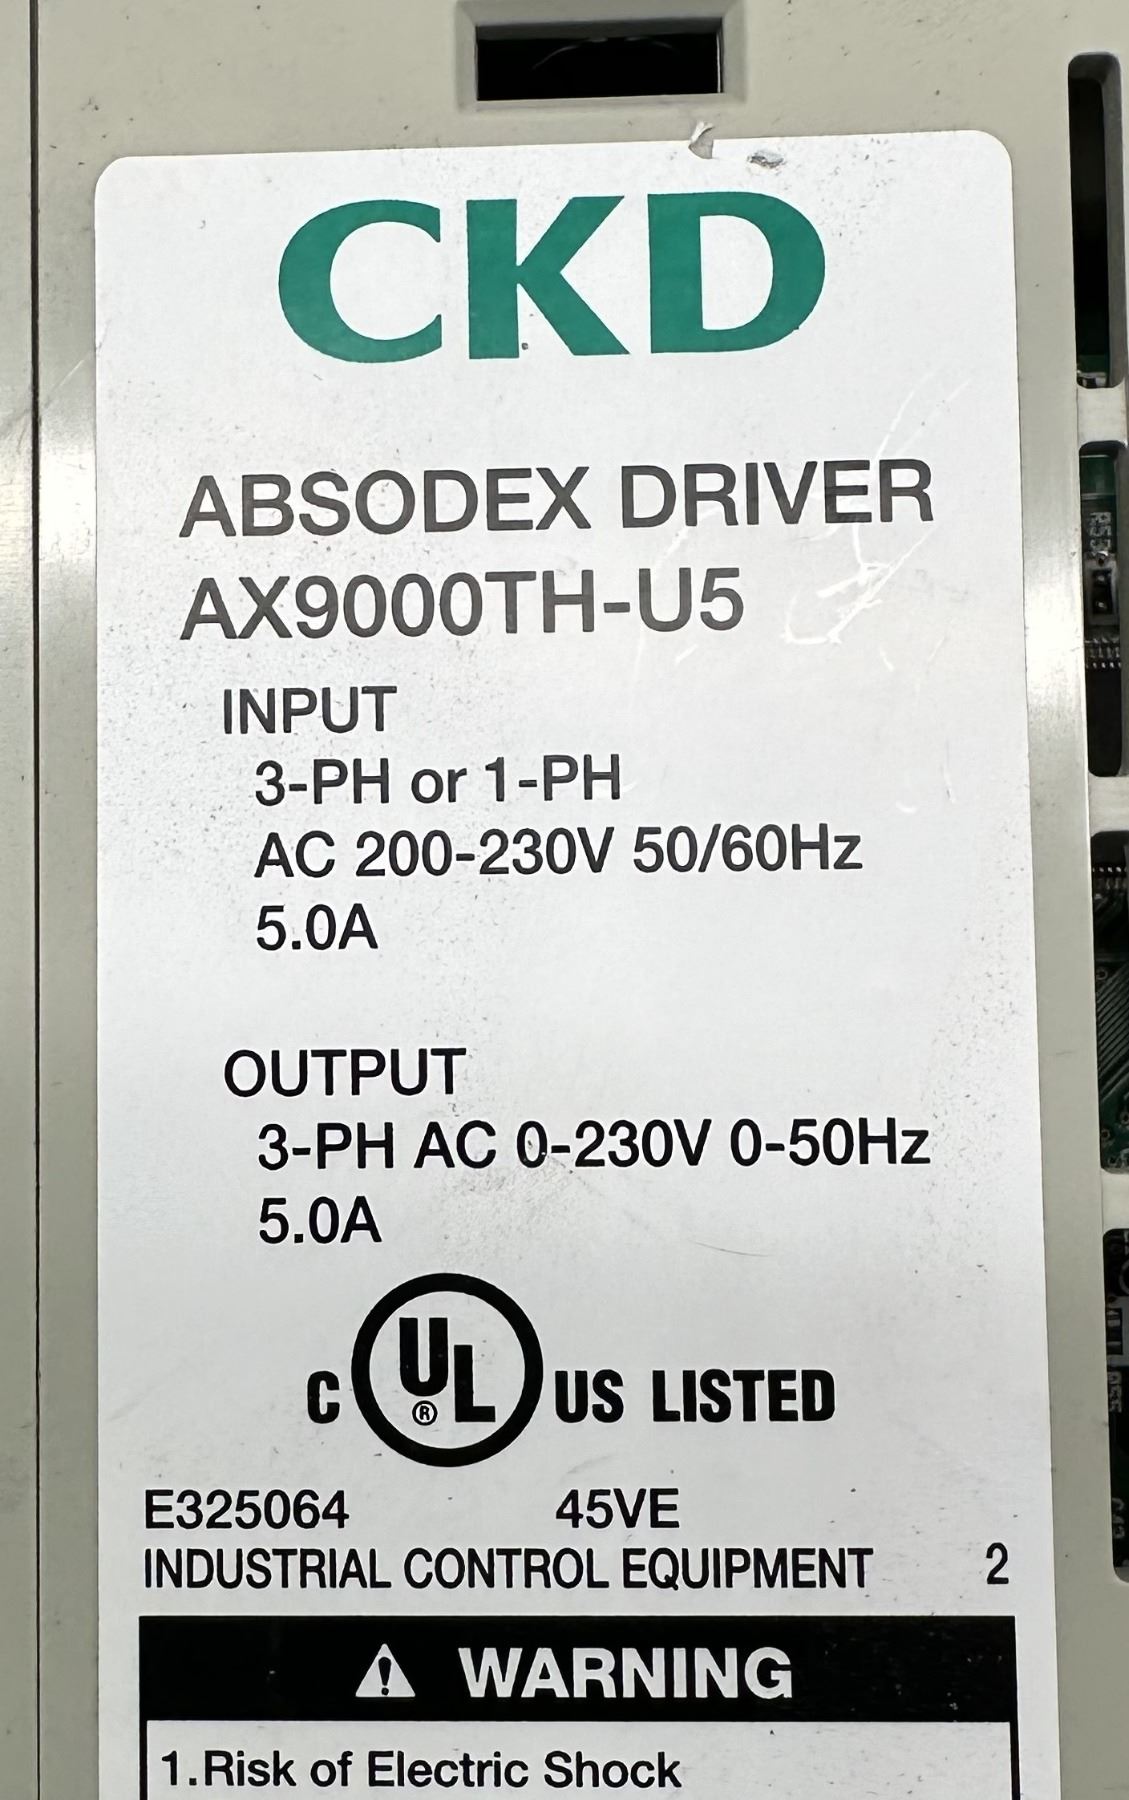 CKD
ABSODEX DRIVER
AX9000TH-U5
INPUT
3-PH or 1-PH
AC 200-230V 50/60Hz
5.0A
OUTPUT
3-PH AC 0-230V 0-50Hz
5.0A
C UL ® US LISTED
E325064 45VE
INDUSTRIAL CONTROL EQUIPMENT 2
⚠ WARNING
1.Risk of Electric Shock